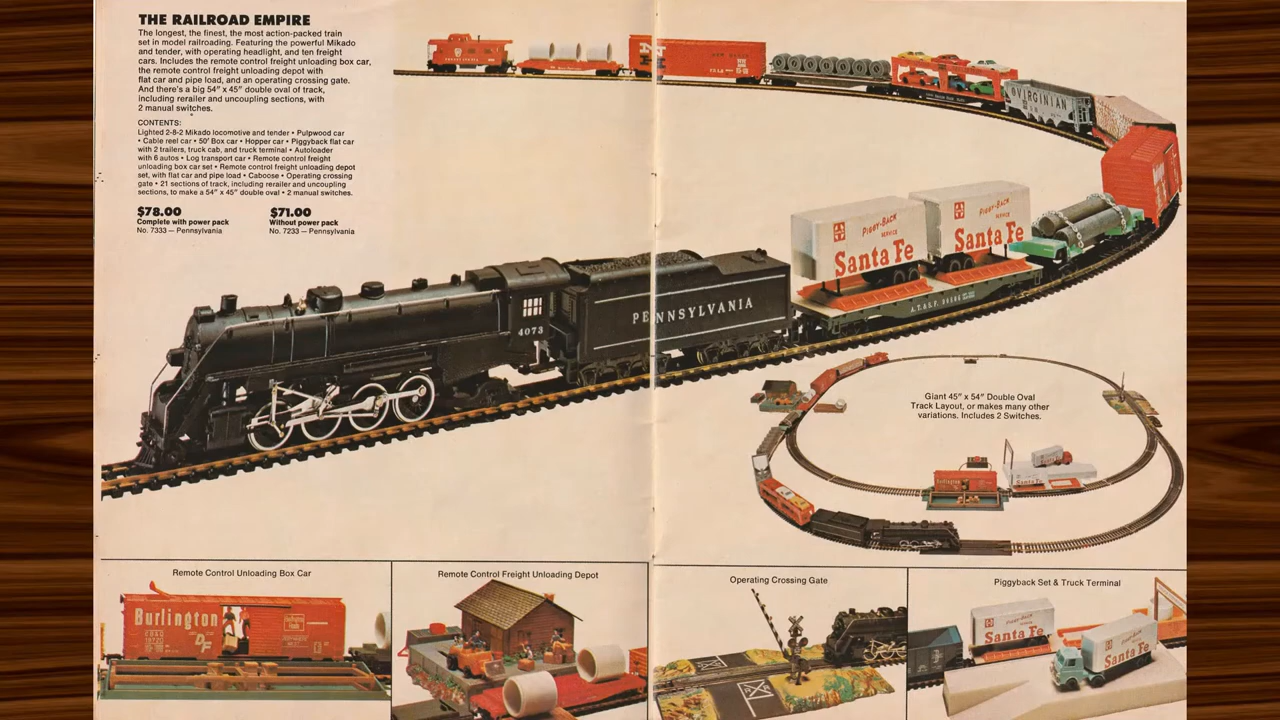 THE RAILROAD EMPIRE
The longest, the finest, the most action-packed train
set in model railroading. Featuring the powerful Mikado
and tender, with operating headlight, and ten freight
cars. Includes the remote control freight unloading box car,
the remote control freight unloading depot with
flat car and pipe load, and an operating crossing gate.
And there's a big 54" x 45" double oval of track,
including rerailer and uncoupling sections, with
2 manual switches.
CONTENTS:
Lighted 2-8-2 Mikado locomotive and tender • Pulpwood car
• Cable reel car • 50' Box car • Hopper car • Piggyback flat car
with 2 trailers, truck cab, and truck terminal • Autoloader
with 6 autos • Log transport car • Remote control freight
unloading box car set • Remote control freight unloading depot
set, with flat car and pipe load • Caboose • Operating crossing
gate • 21 sections of track, including rerailer and uncoupling
sections, to make a 54" x 45" double oval • 2 manual switches.
$78.00
Complete with power pack
No. 7333 — Pennsylvania
$71.00
Without power pack
No. 7233 — Pennsylvania
VIRGINIAN
PIGGY-BACK
SERVICE
Santa Fe
PIGGY-BACK
SERVICE
Santa Fe
A.T.& S.F.
PENNSYLVANIA
4073
Giant 45" x 54" Double Oval
Track Layout, or makes many other
variations. Includes 2 Switches.
Burlington
Santa Fe
Remote Control Unloading Box Car
Burlington
DF
Remote Control Freight Unloading Depot
Operating Crossing Gate
Piggyback Set & Truck Terminal
PIGGY-BACK
Santa Fe
PIGGY-BACK
Santa Fe